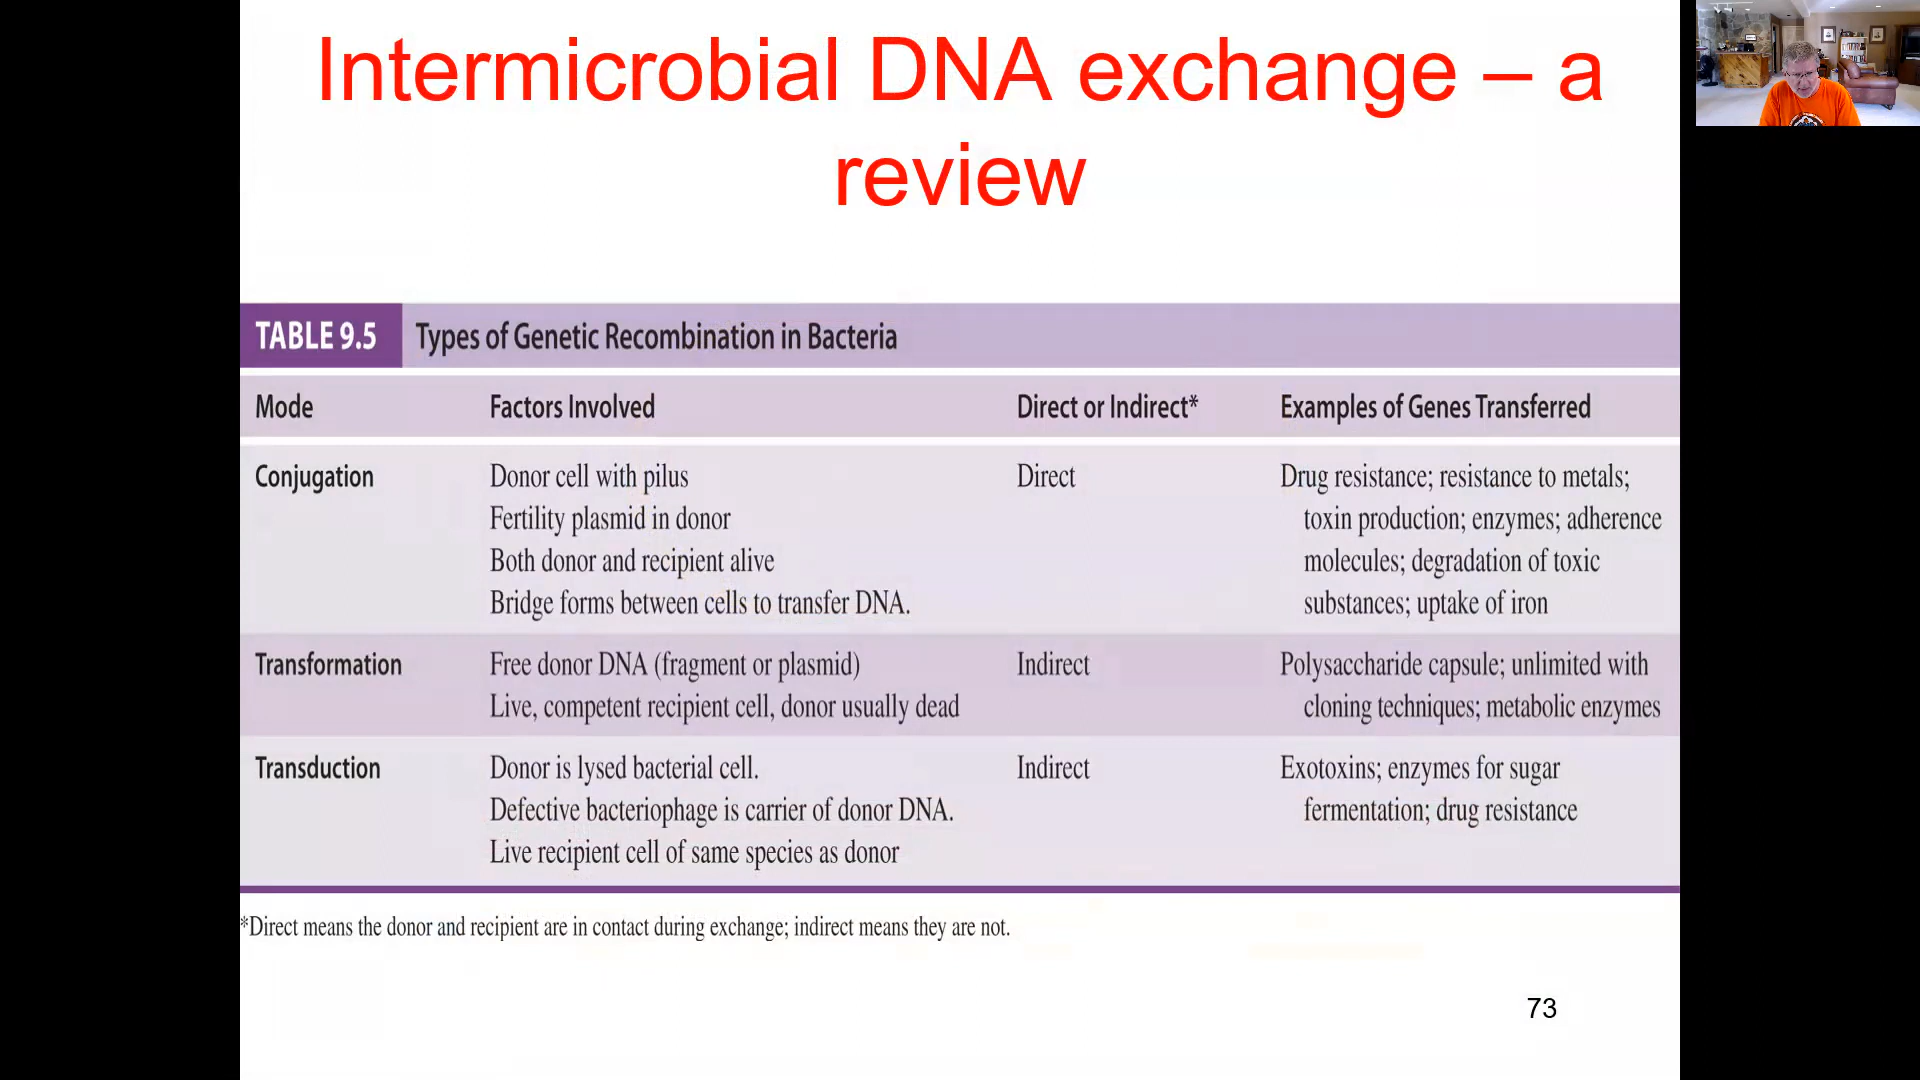 Intermicrobial DNA exchange – a
review
TABLE 9.5 Types of Genetic Recombination in Bacteria
Mode Factors Involved Direct or Indirect* Examples of Genes Transferred
Conjugation Donor cell with pilus Direct Drug resistance; resistance to metals;
Fertility plasmid in donor toxin production; enzymes; adherence
Both donor and recipient alive molecules; degradation of toxic
Bridge forms between cells to transfer DNA. substances; uptake of iron
Transformation Free donor DNA (fragment or plasmid) Indirect Polysaccharide capsule; unlimited with
Live, competent recipient cell, donor usually dead cloning techniques; metabolic enzymes
Transduction Donor is lysed bacterial cell. Indirect Exotoxins; enzymes for sugar
Defective bacteriophage is carrier of donor DNA. fermentation; drug resistance
Live recipient cell of same species as donor
*Direct means the donor and recipient are in contact during exchange; indirect means they are not.
73